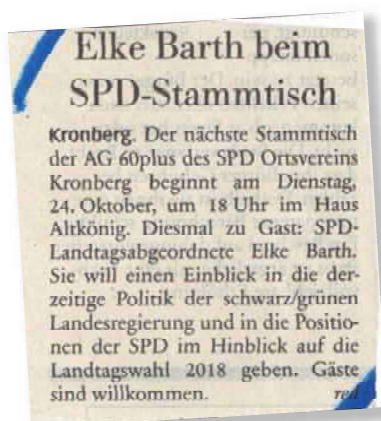 Elke Barth beim
SPD-Stammtisch
Kronberg. Der nächste Stammtisch
der AG 60plus des SPD Ortsvereins
Kronberg beginnt am Dienstag,
24. Oktober, um 18 Uhr im Haus
Altkönig. Diesmal zu Gast: SPD-
Landtagsabgeordnete Elke Barth.
Sie will einen Einblick in die der-
zeitige Politik der schwarz/grünen
Landesregierung und in die Positio-
nen der SPD im Hinblick auf die
Landtagswahl 2018 geben. Gäste
sind willkommen. red